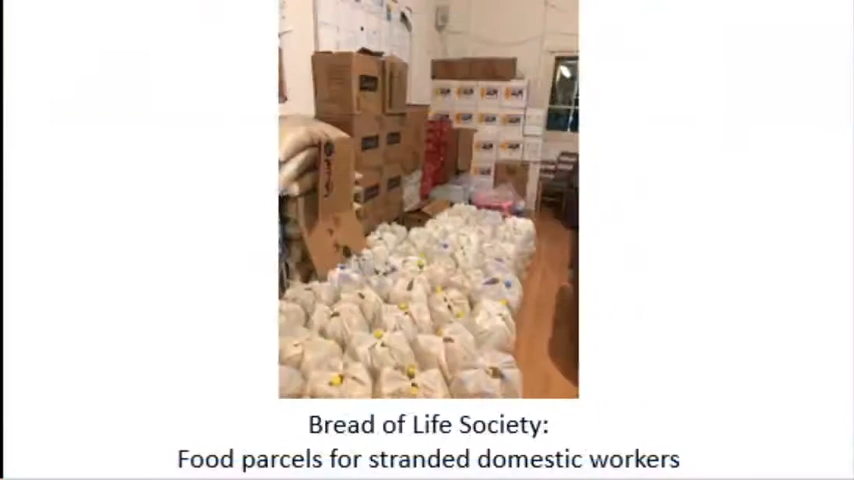 Bread of Life Society:
Food parcels for stranded domestic workers